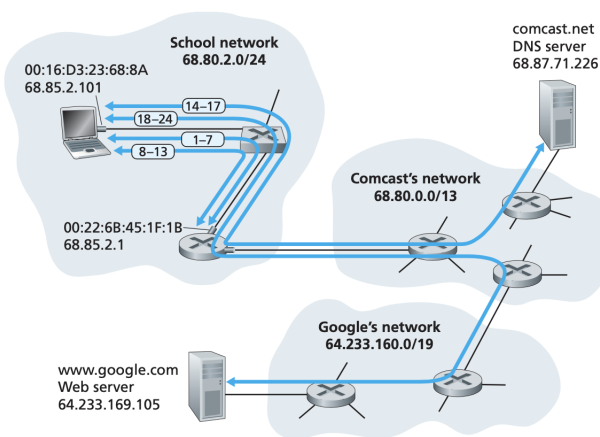 comcast.net
DNS server
68.87.71.226
School network
68.80.2.0/24
00:16:D3:23:68:8A
68.85.2.101
14–17
18–24
1–7
8–13
Comcast's network
68.80.0.0/13
00:22:6B:45:1F:1B
68.85.2.1
Google's network
64.233.160.0/19
www.google.com
Web server
64.233.169.105